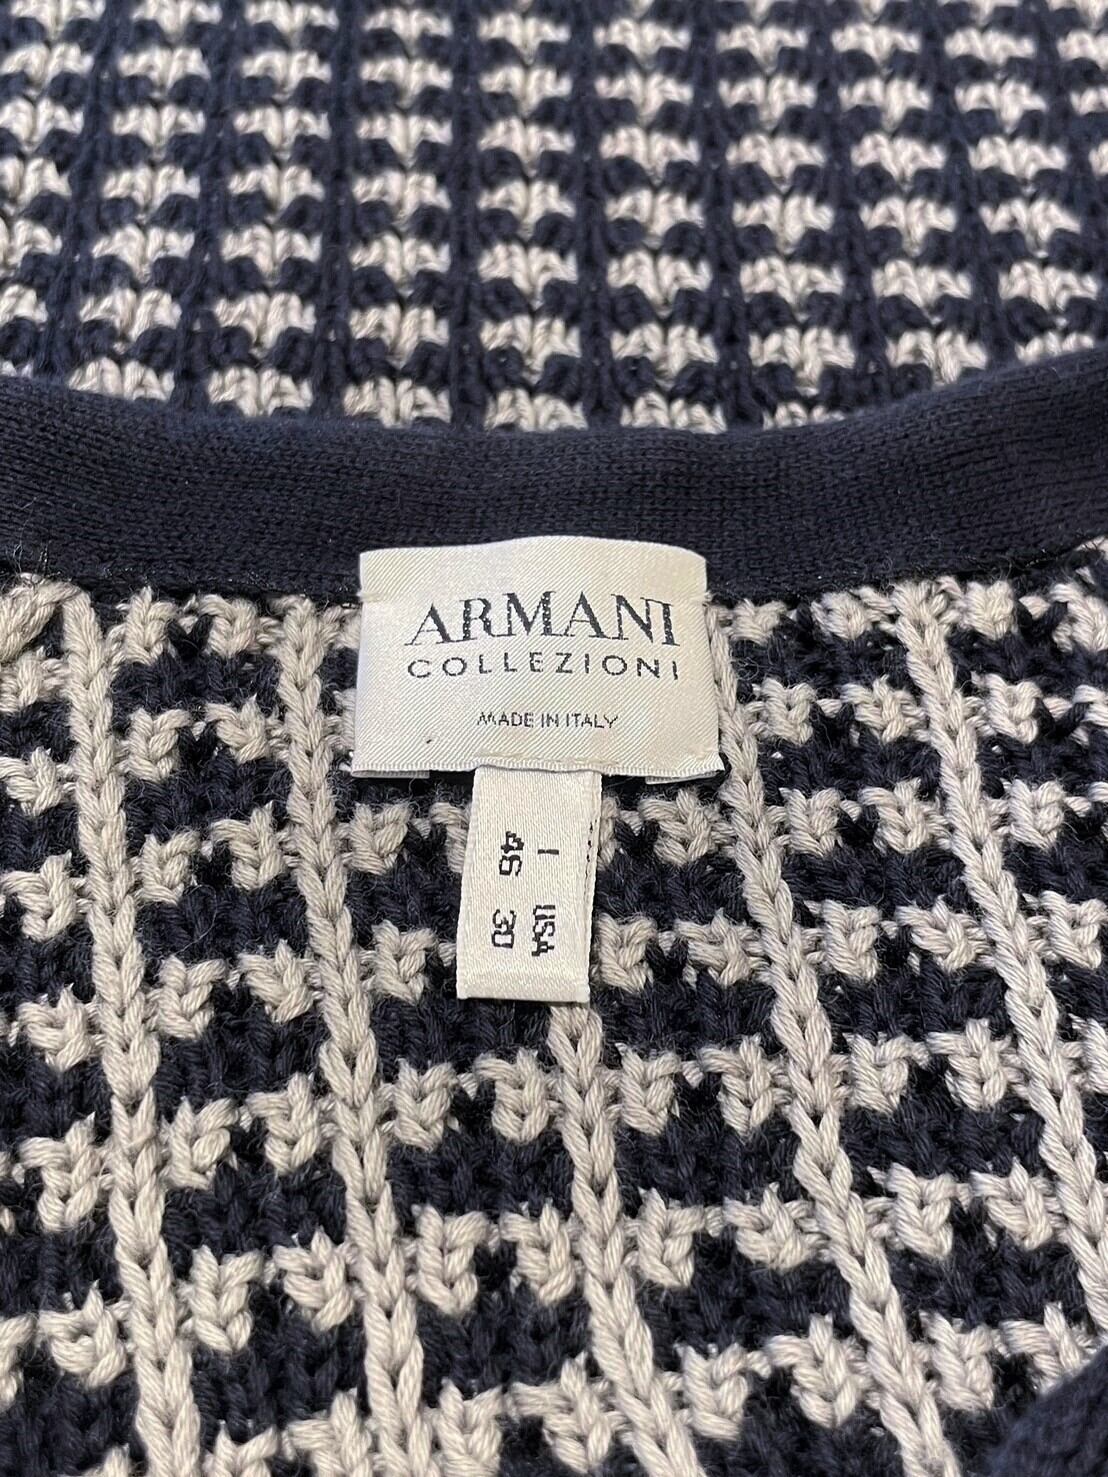 ARMANI
COLLEZIONI
MADE IN ITALY
I 46
USA 30